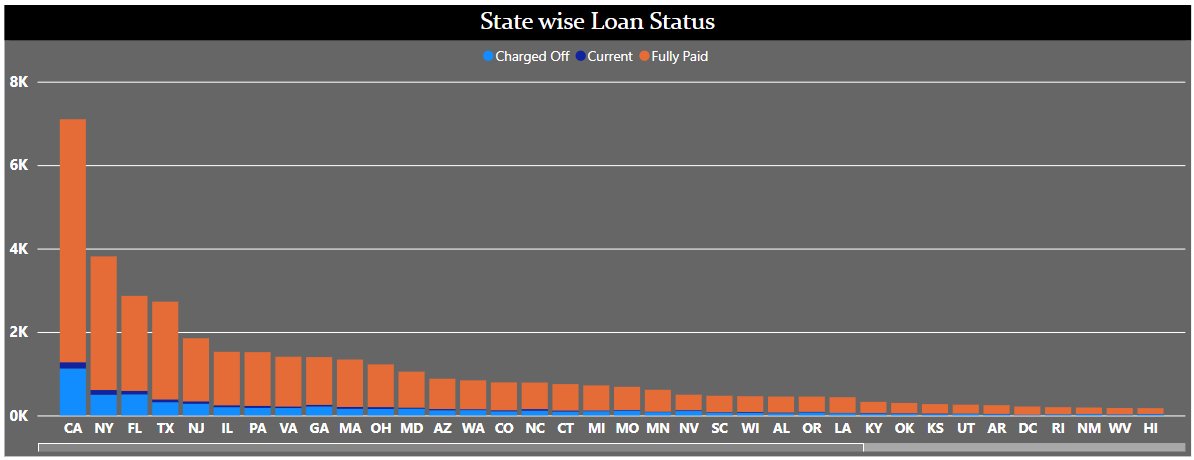 State wise Loan Status
Charged Off Current Fully Paid
8K
6K
4K
2K
0K
CA NY FL TX NJ IL PA VA GA MA OH MD AZ WA CO NC CT MI MO MN NV SC WI AL OR LA KY OK KS UT AR DC RI NM WV HI